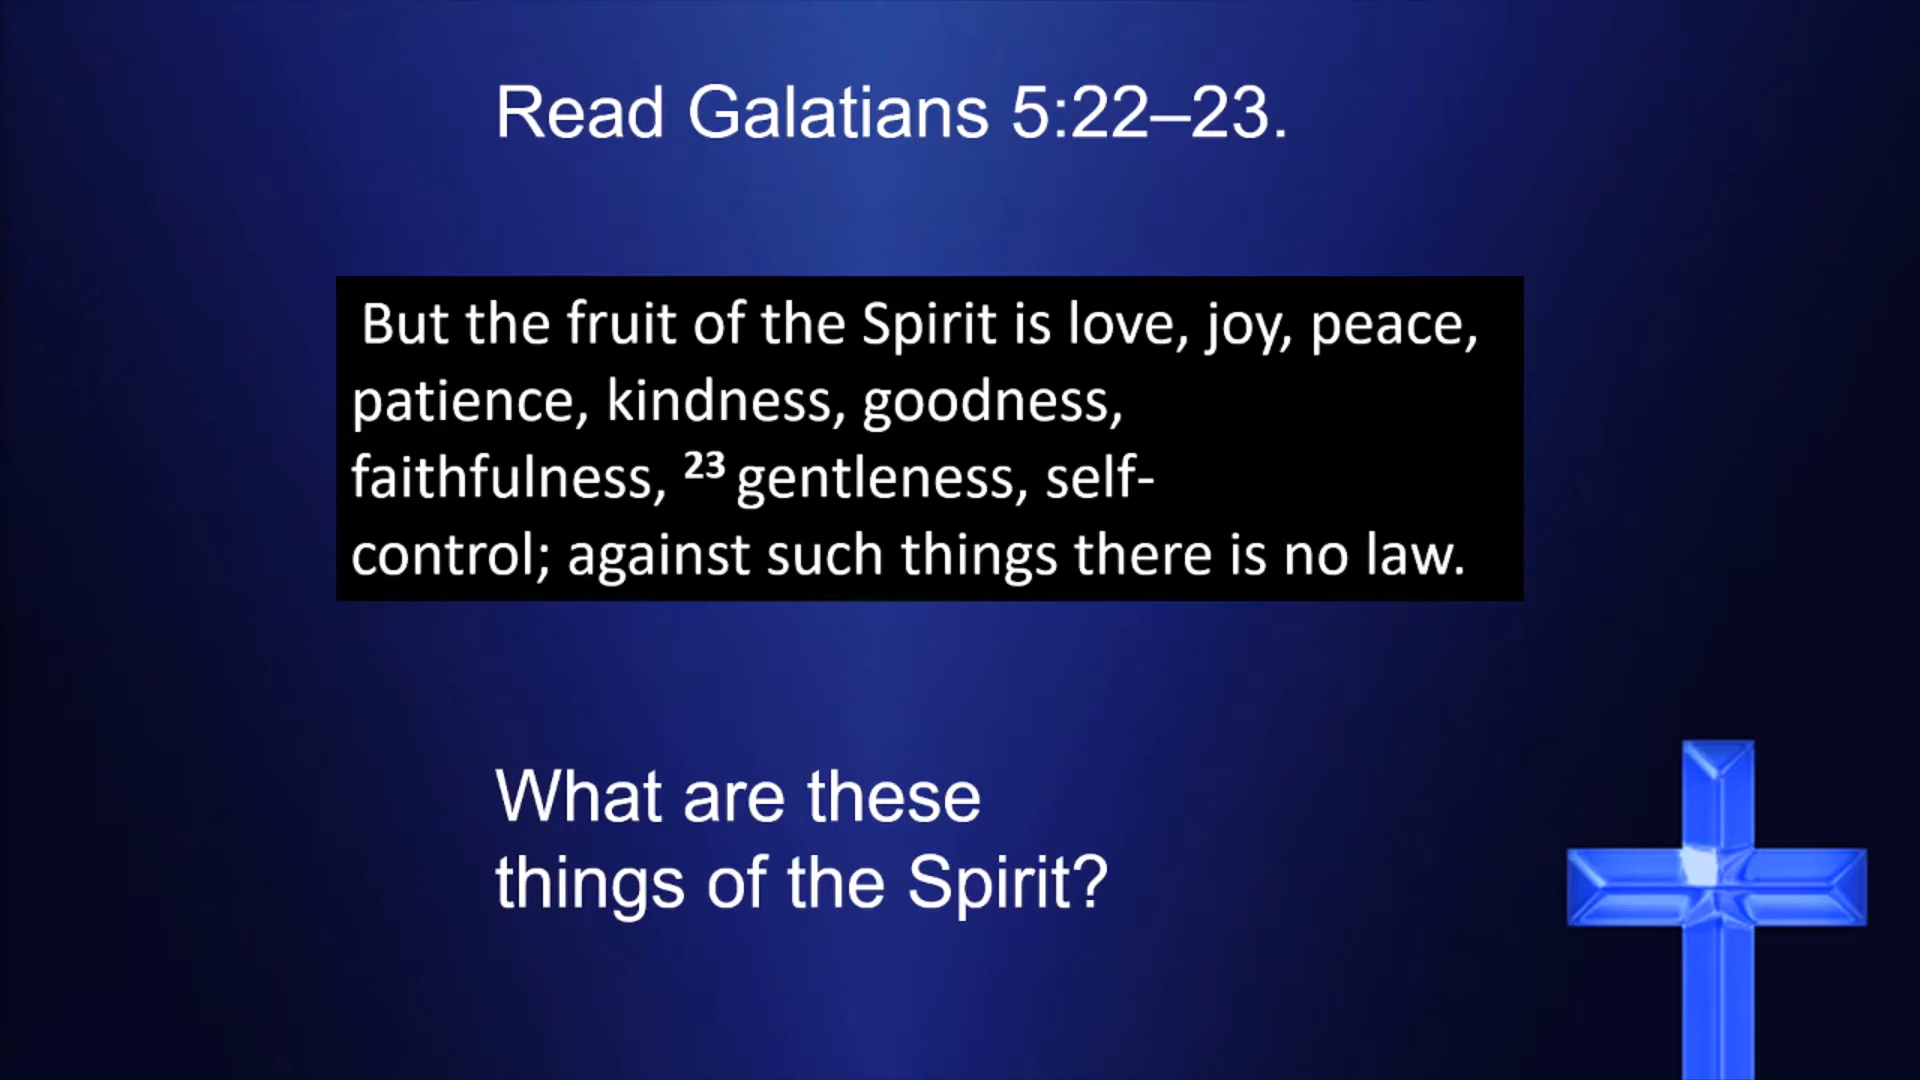 Read Galatians 5:22–23.
But the fruit of the Spirit is love, joy, peace,
patience, kindness, goodness,
faithfulness, 23 gentleness, self-
control; against such things there is no law.
What are these
things of the Spirit?